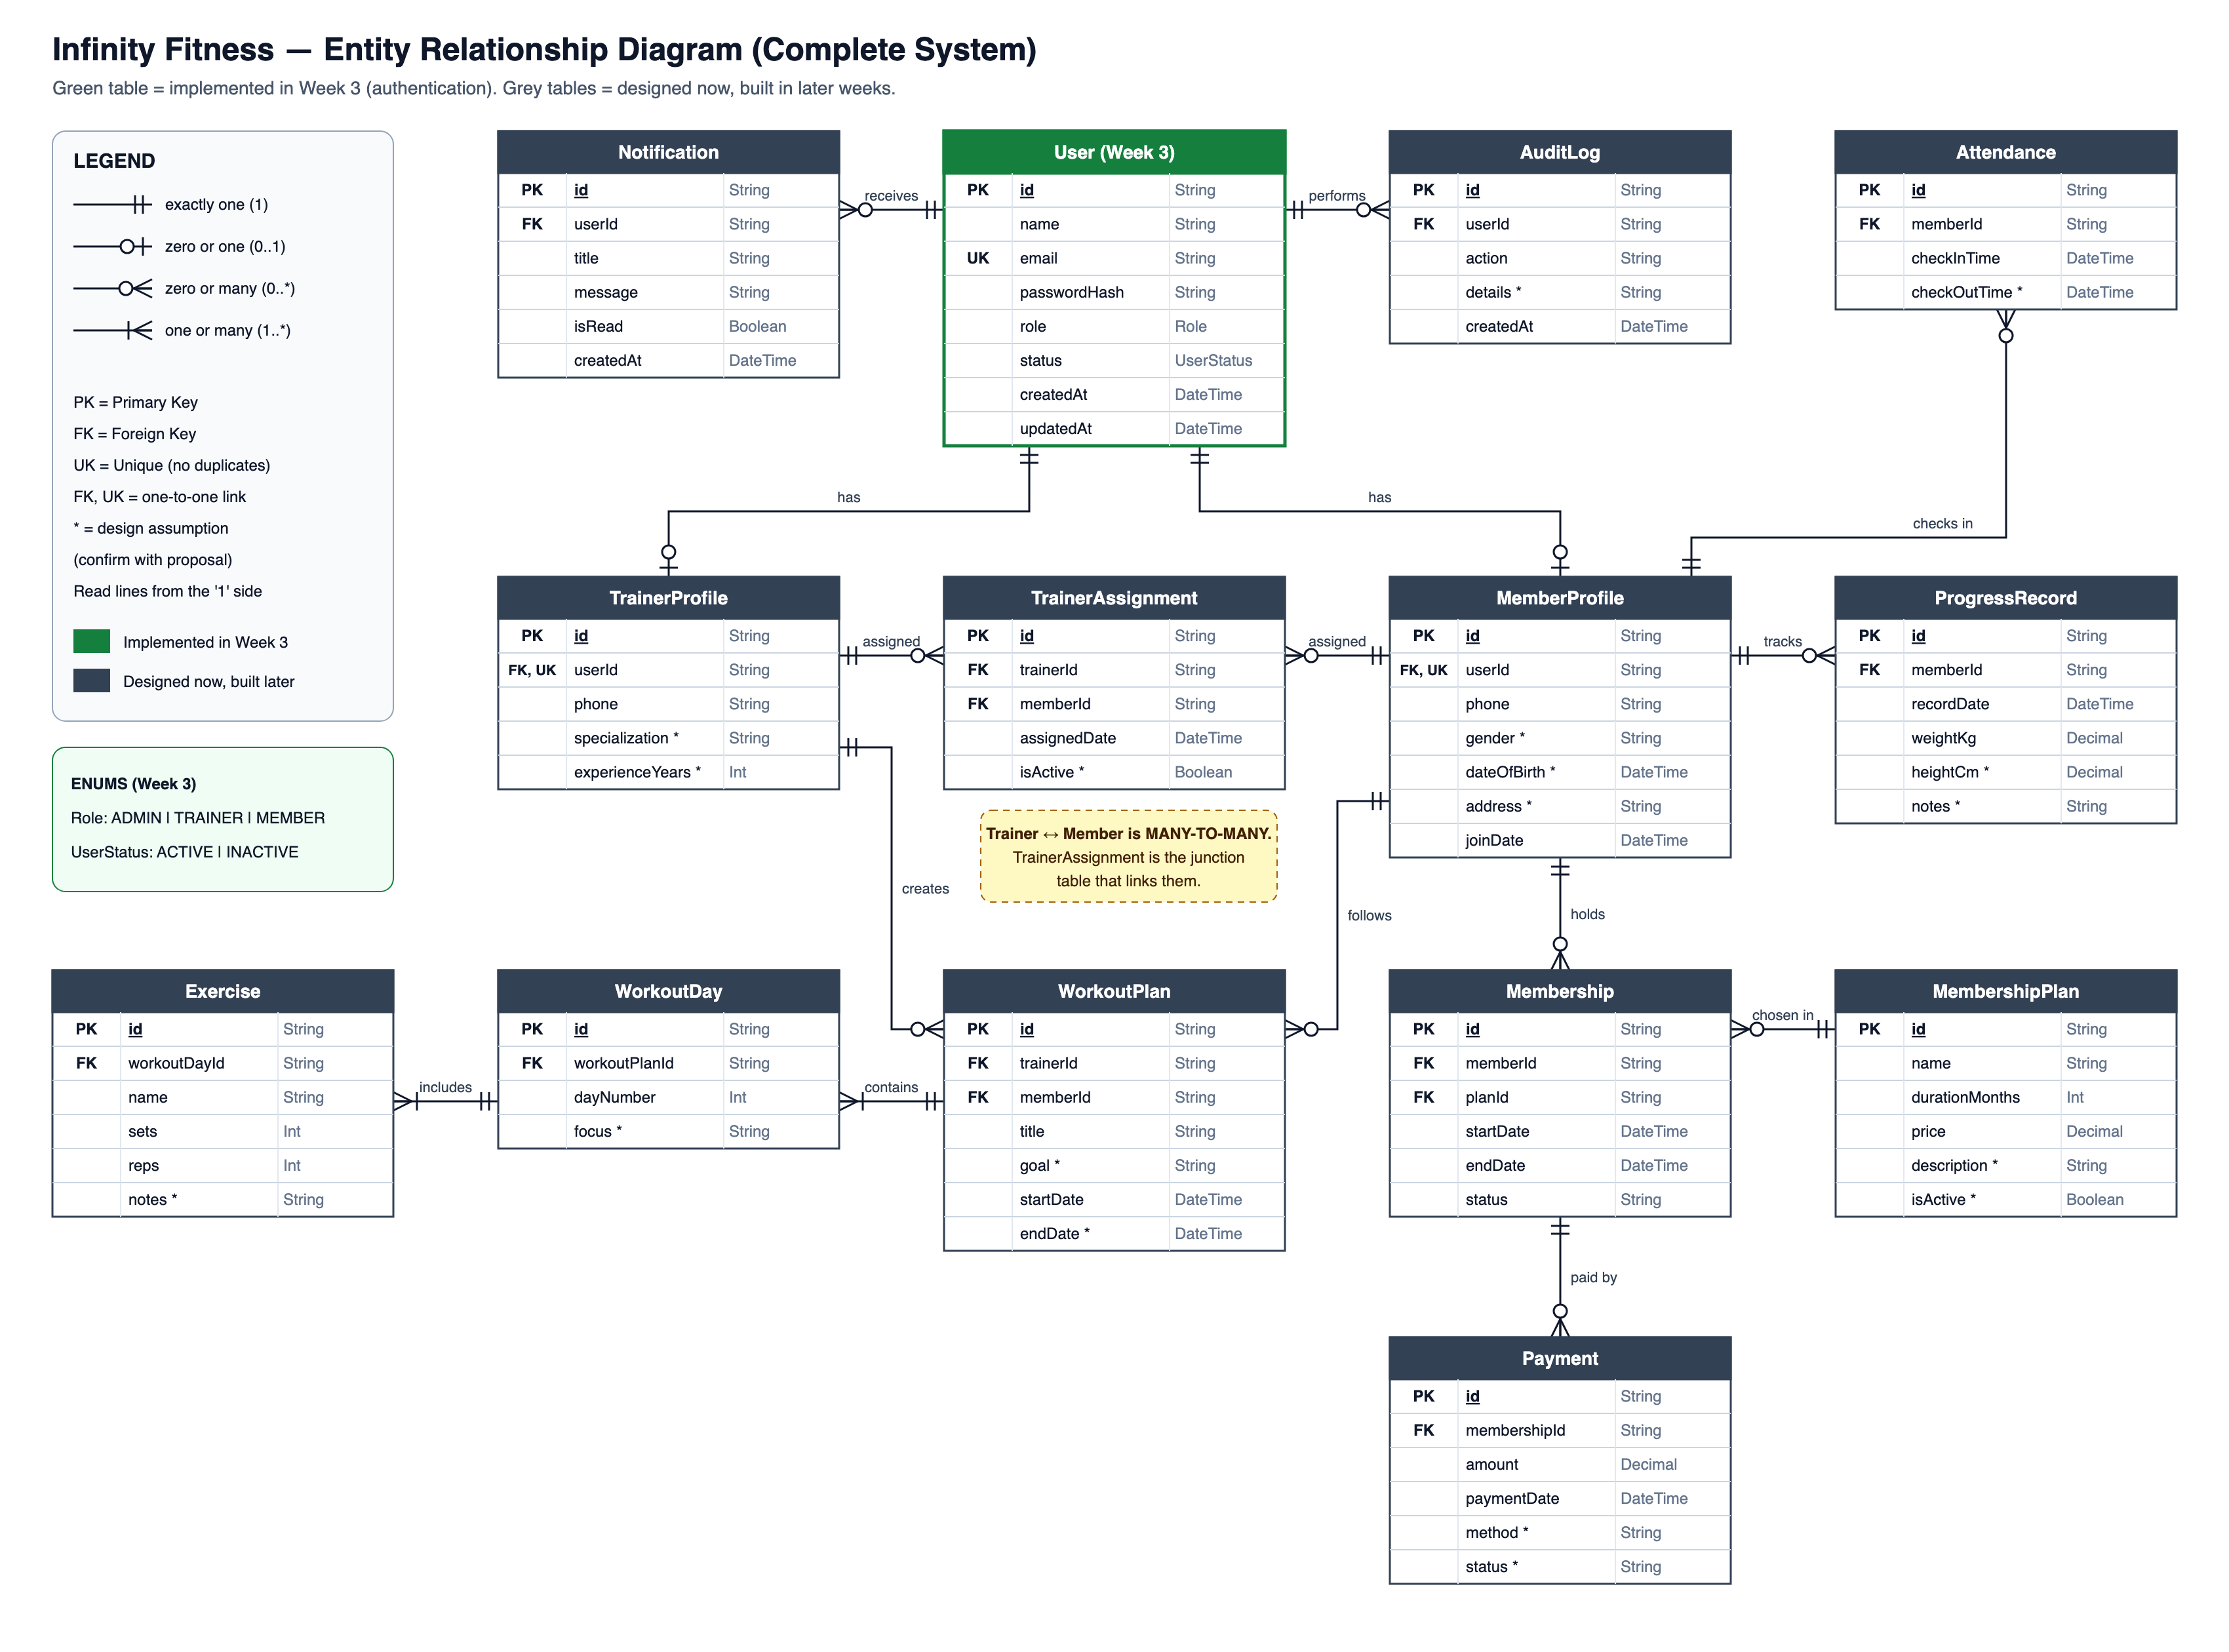 Infinity Fitness — Entity Relationship Diagram (Complete System)
Green table = implemented in Week 3 (authentication). Grey tables = designed now, built in later weeks.
LEGEND
exactly one (1)
zero or one (0..1)
zero or many (0..*)
one or many (1..*)
PK = Primary Key
FK = Foreign Key
UK = Unique (no duplicates)
FK, UK = one-to-one link
* = design assumption
(confirm with proposal)
Read lines from the '1' side
Implemented in Week 3
Designed now, built later
ENUMS (Week 3)
Role: ADMIN | TRAINER | MEMBER
UserStatus: ACTIVE | INACTIVE
Notification
PK id String
FK userId String
title String
message String
isRead Boolean
createdAt DateTime
receives
User (Week 3)
PK id String
name String
UK email String
passwordHash String
role Role
status UserStatus
createdAt DateTime
updatedAt DateTime
performs
AuditLog
PK id String
FK userId String
action String
details * String
createdAt DateTime
Attendance
PK id String
FK memberId String
checkInTime DateTime
checkOutTime * DateTime
has
has
checks in
TrainerProfile
PK id String
FK, UK userId String
phone String
specialization * String
experienceYears * Int
assigned
TrainerAssignment
PK id String
FK trainerId String
FK memberId String
assignedDate DateTime
isActive * Boolean
assigned
MemberProfile
PK id String
FK, UK userId String
phone String
gender * String
dateOfBirth * DateTime
address * String
joinDate DateTime
tracks
ProgressRecord
PK id String
FK memberId String
recordDate DateTime
weightKg Decimal
heightCm * Decimal
notes * String
Trainer ↔ Member is MANY-TO-MANY.
TrainerAssignment is the junction
table that links them.
creates
follows
holds
Exercise
PK id String
FK workoutDayId String
name String
sets Int
reps Int
notes * String
includes
WorkoutDay
PK id String
FK workoutPlanId String
dayNumber Int
focus * String
contains
WorkoutPlan
PK id String
FK trainerId String
FK memberId String
title String
goal * String
startDate DateTime
endDate * DateTime
Membership
PK id String
FK memberId String
FK planId String
startDate DateTime
endDate DateTime
status String
chosen in
MembershipPlan
PK id String
name String
durationMonths Int
price Decimal
description * String
isActive * Boolean
paid by
Payment
PK id String
FK membershipId String
amount Decimal
paymentDate DateTime
method * String
status * String